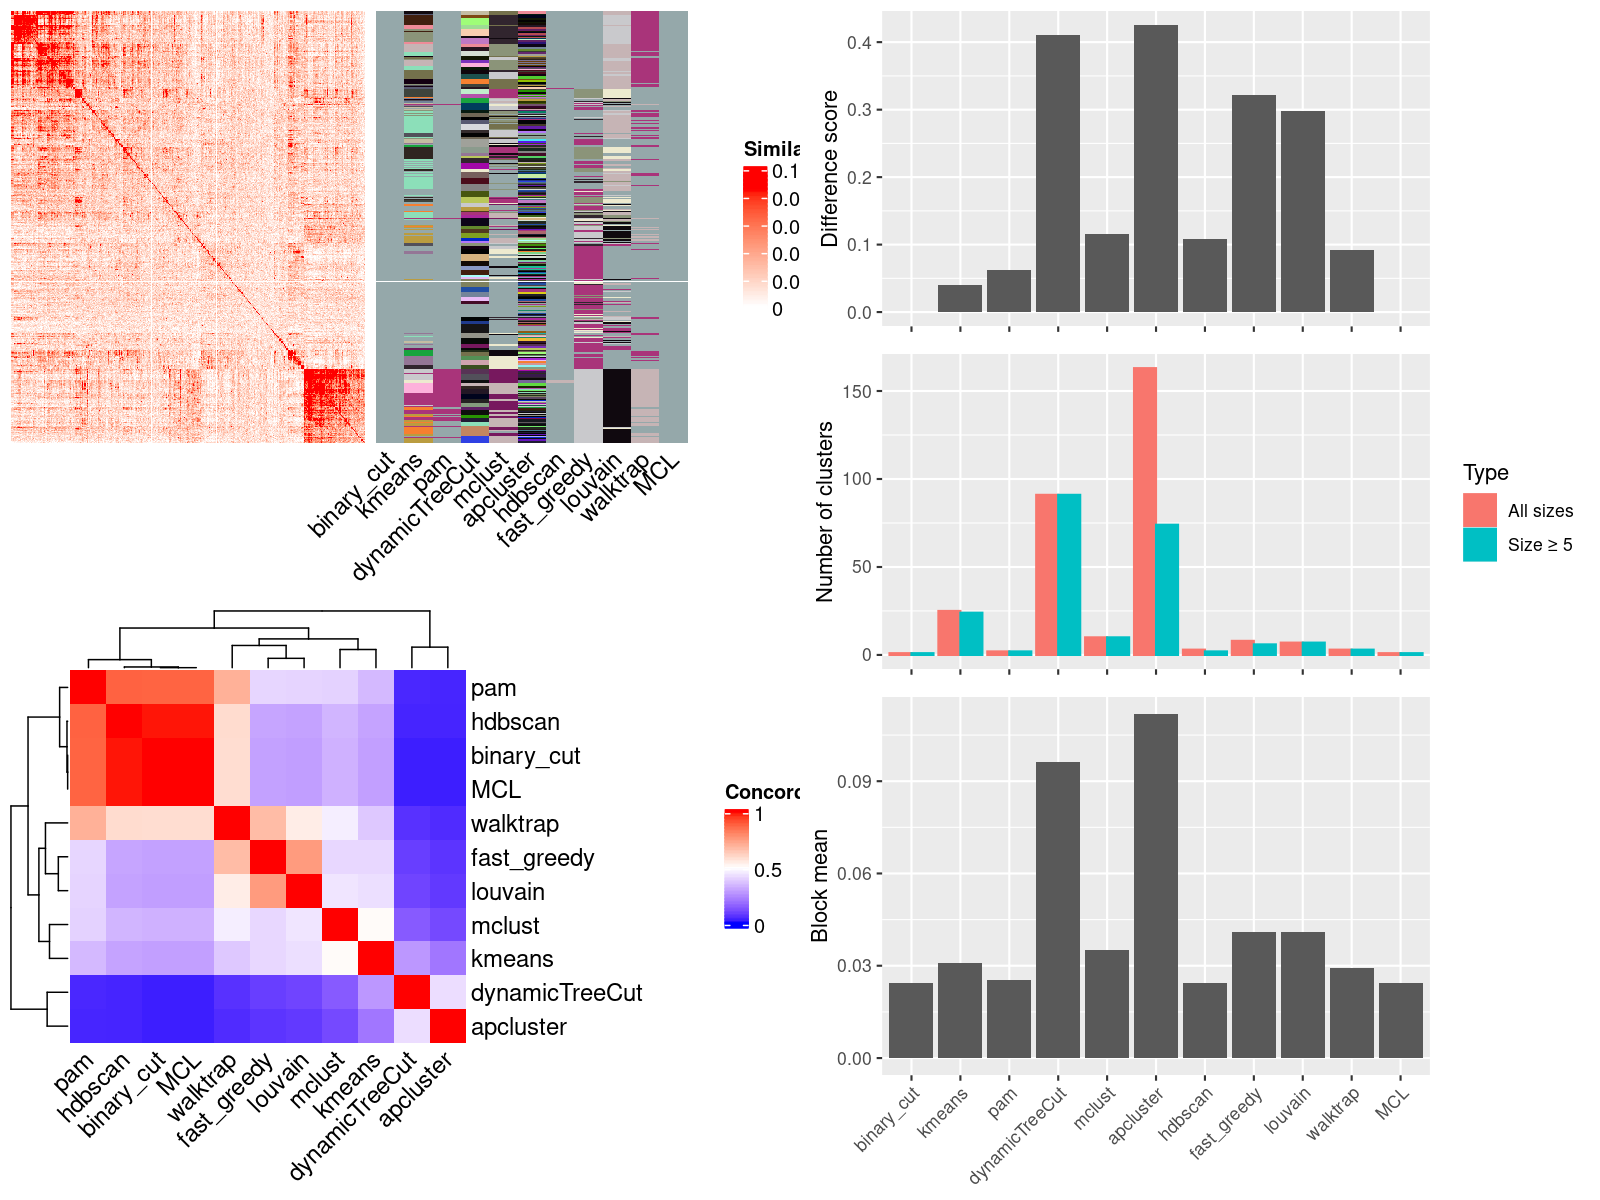 Simila
0.1
0.0
0.0
0.0
0.0
0
binary_cut
kmeans
pam
dynamicTreeCut
mclust
apcluster
hdbscan
fast_greedy
louvain
walktrap
MCL
pam
hdbscan
binary_cut
MCL
walktrap
fast_greedy
louvain
mclust
kmeans
dynamicTreeCut
apcluster
pam
hdbscan
binary_cut
MCL
walktrap
fast_greedy
louvain
mclust
kmeans
dynamicTreeCut
apcluster
Concord
1
0.5
0
Difference score
0.4
0.3
0.2
0.1
0.0
Number of clusters
150
100
50
0
Type
All sizes
Size ≥ 5
Block mean
0.09
0.06
0.03
0.00
binary_cut
kmeans
pam
dynamicTreeCut
mclust
apcluster
hdbscan
fast_greedy
louvain
walktrap
MCL